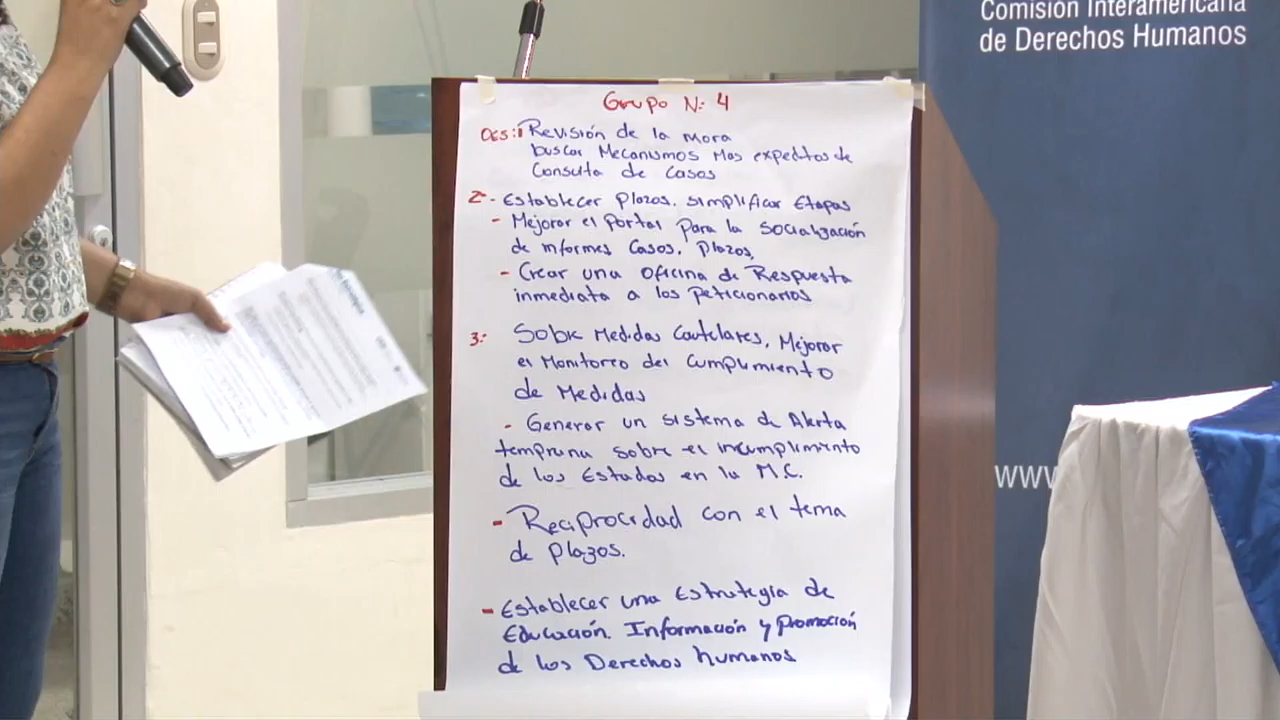 Comisión Interamericana
de Derechos Humanos
Grupo N: 4
Revisión de la mora
buscar Mecanismos Mas expeditos de
Consulta de Casos
2- Establecer Plazos. simplificar Etapas
- Mejorar el Portal Para la Socialización
de informes Casos, Plazos,
- Crear una Oficina de Respuesta
inmediata a los Peticionarios
3: Sobre Medidas Cautelares, Mejorar
el Monitoreo del Cumplimiento
de Medidas
- Generar un sistema de Alerta
temprana sobre el incumplimiento
de los Estados en la M.C.
- Reciprocidad con el tema
de Plazos.
- Establecer una Estrategia de
Educación. Información y promoción
de los Derechos humanos
www